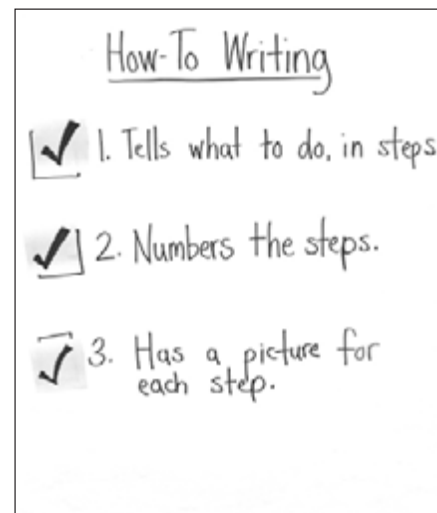 How-To Writing
1. Tells what to do, in steps
2. Numbers the steps.
3. Has a picture for
each step.